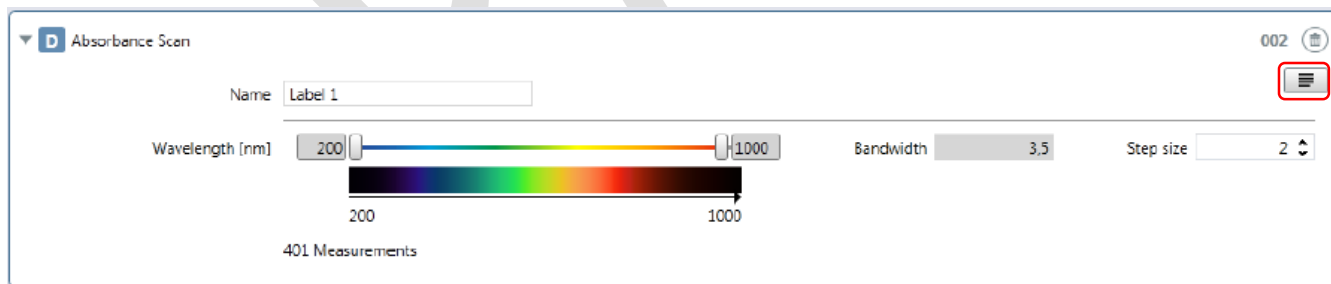 D Absorbance Scan 002
Name Label 1
Wavelength [nm] 200 1000 Bandwidth 3,5 Step size 2
200 1000
401 Measurements